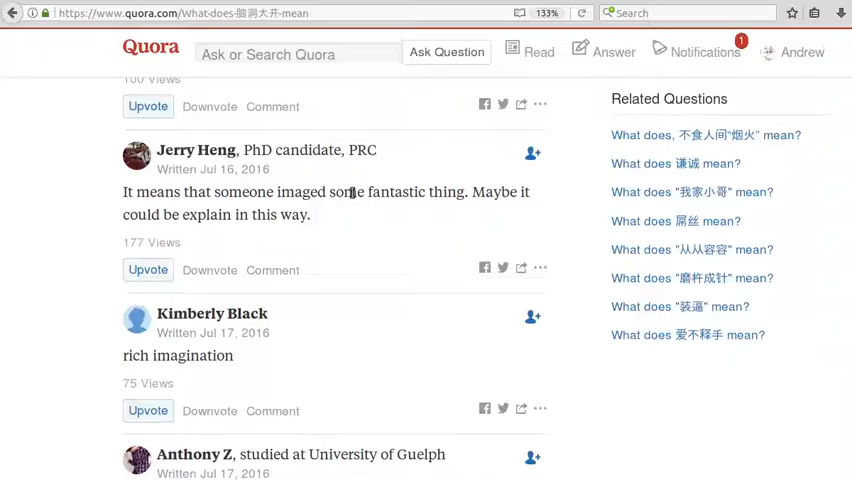 https://www.quora.com/What-does-脑洞大开-mean
133%
Search
Quora
Ask or Search Quora
Ask Question
Read
Answer
Notifications
1
Andrew
100 Views
Upvote Downvote Comment
Jerry Heng, PhD candidate, PRC
Written Jul 16, 2016
It means that someone imaged some fantastic thing. Maybe it
could be explain in this way.
177 Views
Upvote Downvote Comment
Kimberly Black
Written Jul 17, 2016
rich imagination
75 Views
Upvote Downvote Comment
Anthony Z, studied at University of Guelph
Written Jul 17, 2016
Related Questions
What does, 不食人间“烟火” mean?
What does 谦诚 mean?
What does "我家小哥" mean?
What does 屌丝 mean?
What does "从从容容" mean?
What does "磨杵成针" mean?
What does "装逼" mean?
What does 爱不释手 mean?